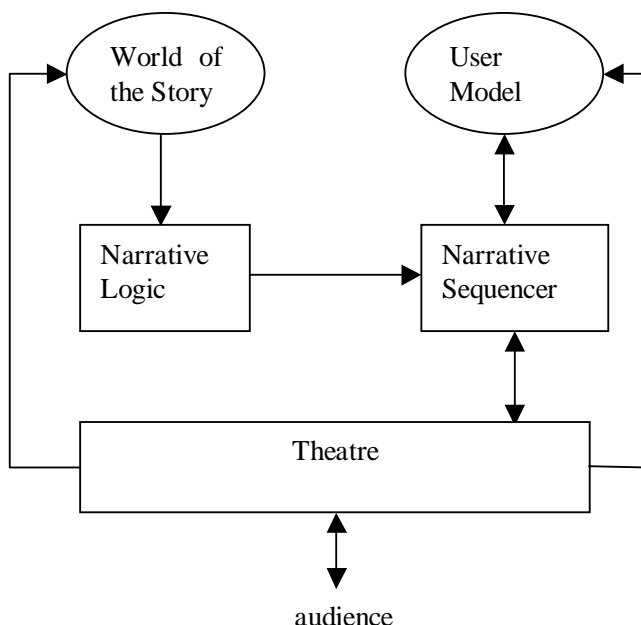 World of
the Story
User
Model
Narrative
Logic
Narrative
Sequencer
Theatre
audience